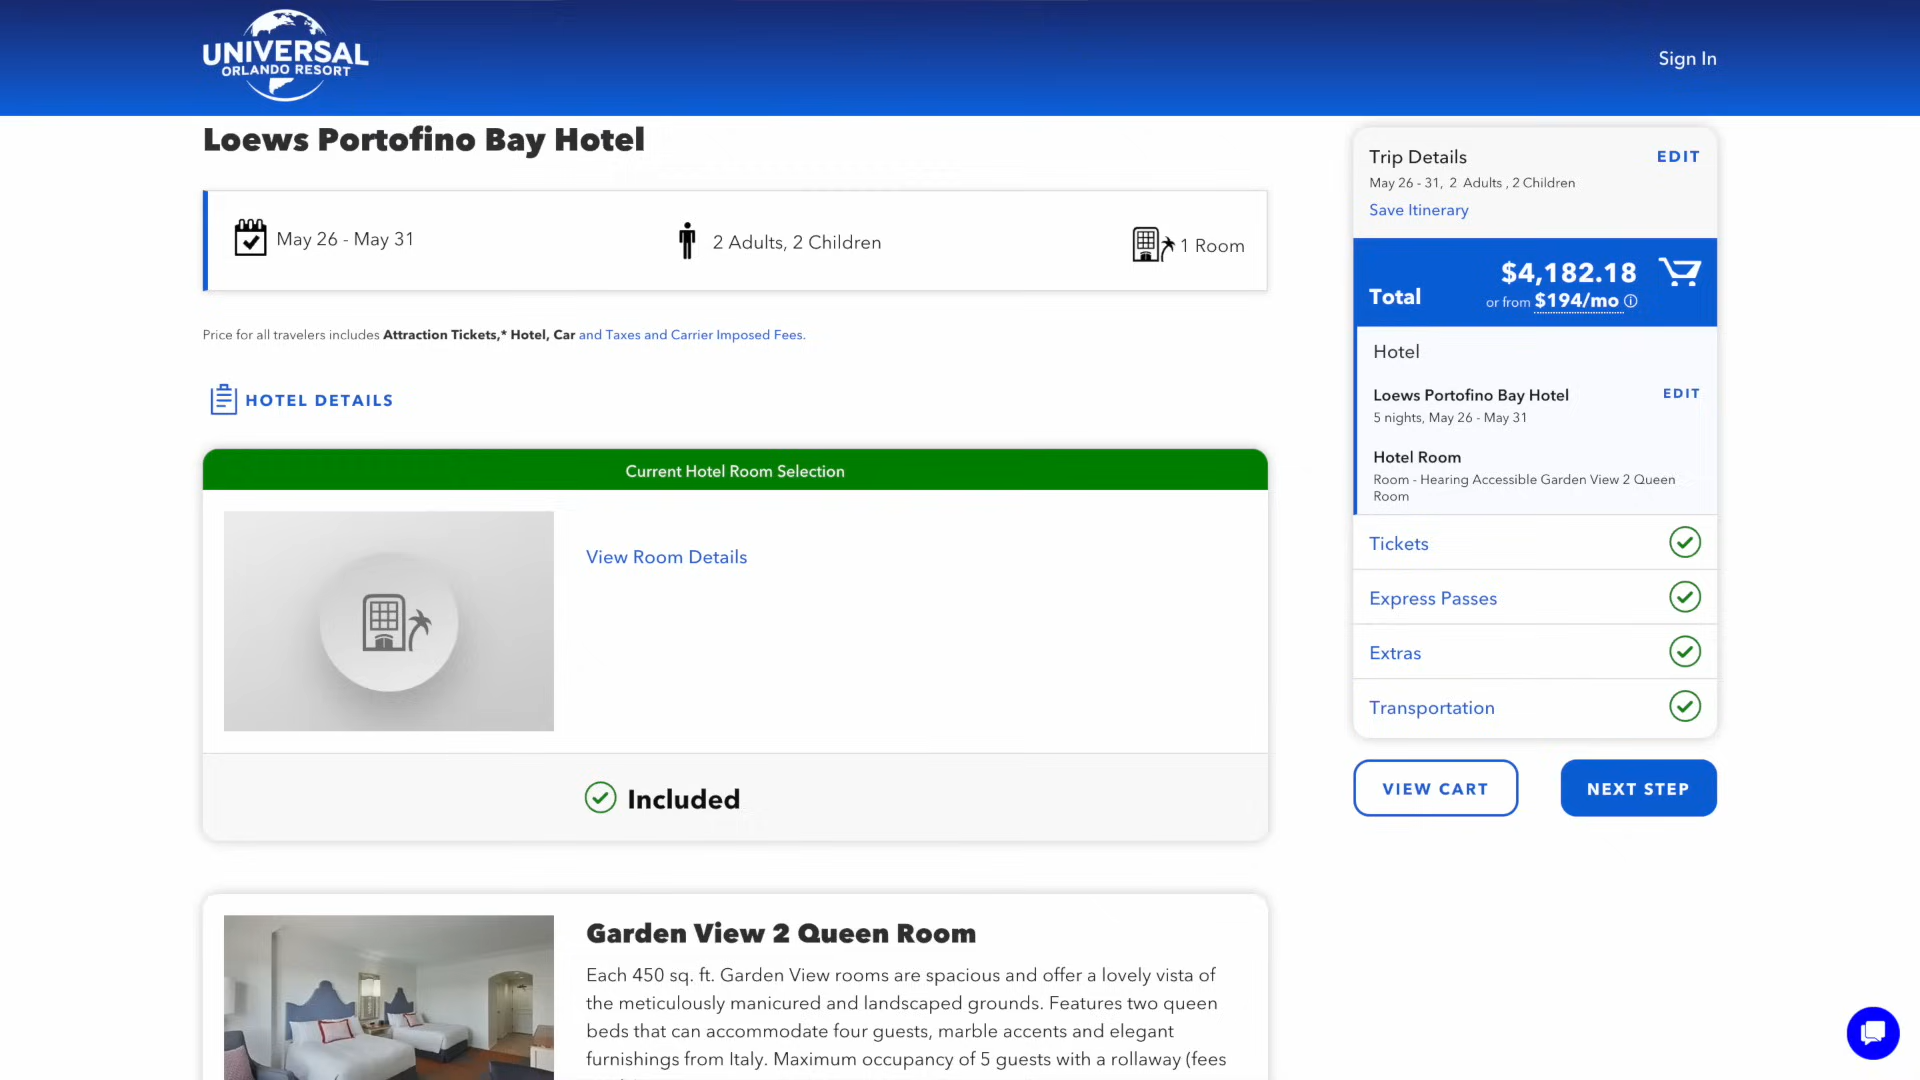 UNIVERSAL
ORLANDO RESORT
Sign In
Loews Portofino Bay Hotel
May 26 - May 31
2 Adults, 2 Children
1 Room
Price for all travelers includes Attraction Tickets,* Hotel, Car and Taxes and Carrier Imposed Fees.
HOTEL DETAILS
Current Hotel Room Selection
View Room Details
Included
Garden View 2 Queen Room
Each 450 sq. ft. Garden View rooms are spacious and offer a lovely vista of
the meticulously manicured and landscaped grounds. Features two queen
beds that can accommodate four guests, marble accents and elegant
furnishings from Italy. Maximum occupancy of 5 guests with a rollaway (fees
Trip Details
EDIT
May 26 - 31, 2 Adults , 2 Children
Save Itinerary
Total
$4,182.18
or from $194/mo
Hotel
Loews Portofino Bay Hotel
EDIT
5 nights, May 26 - May 31
Hotel Room
Room - Hearing Accessible Garden View 2 Queen
Room
Tickets
Express Passes
Extras
Transportation
VIEW CART
NEXT STEP